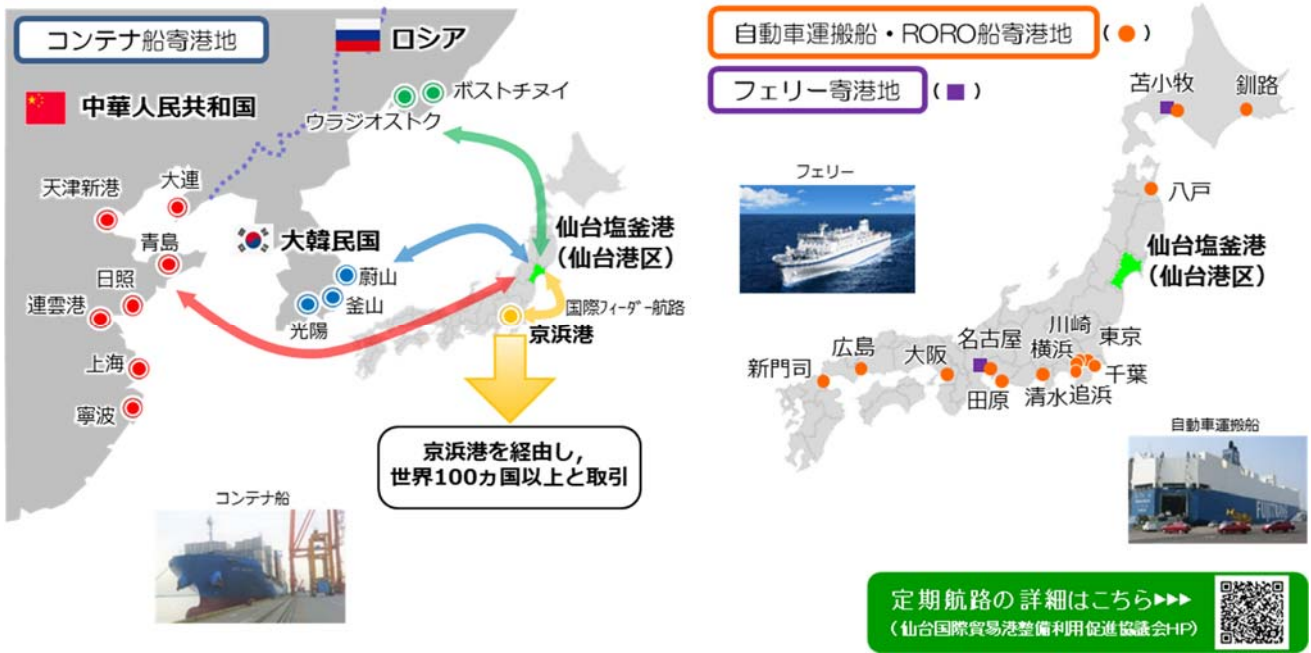 コンテナ船寄港地
ロシア
中華人民共和国
ボストチヌイ
ウラジオストク
天津新港
大連
青島
日照
連雲港
上海
寧波
大韓民国
蔚山
釜山
光陽
仙台塩釜港
（仙台港区）
国際フィーダー航路
京浜港
京浜港を経由し，
世界100ヵ国以上と取引
コンテナ船
自動車運搬船・RORO船寄港地 （●）
フェリー寄港地 （■）
苫小牧
釧路
フェリー
八戸
仙台塩釜港
（仙台港区）
川崎
東京
名古屋
横浜
千葉
大阪
広島
新門司
田原
清水
追浜
自動車運搬船
定期航路の詳細はこちら▶▶▶
（仙台国際貿易港整備利用促進協議会HP）